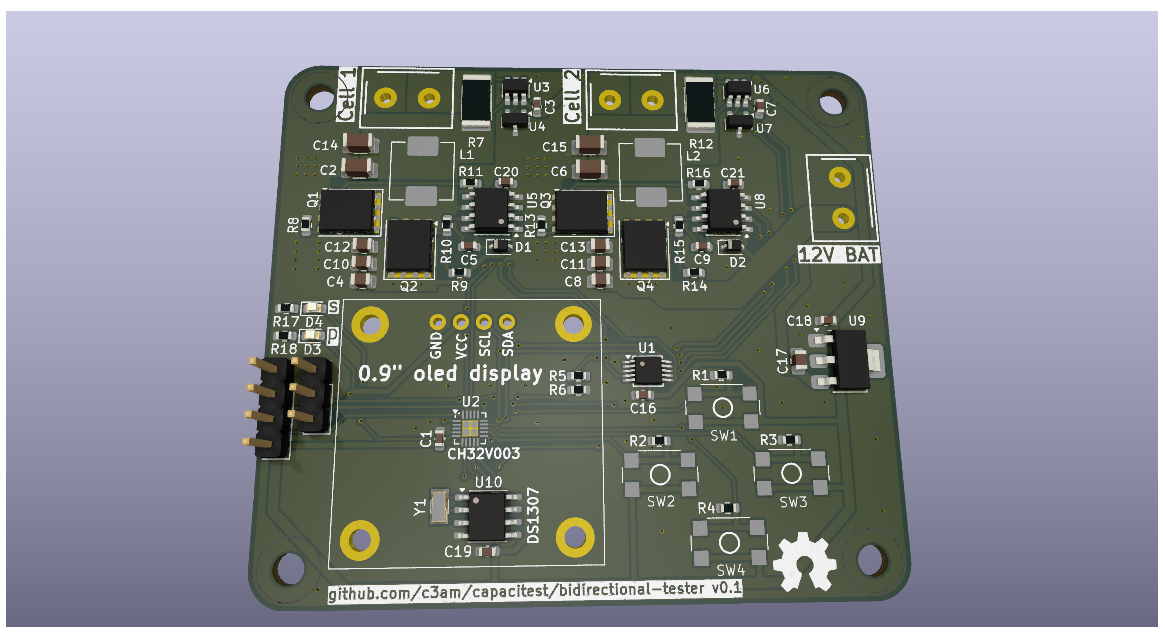 Cell 1
U3
C3
U4
R7
Cell 2
U6
C7
U7
R12
C14
C2
L1
R11
C20
C15
C6
L2
R16
C21
Q1
U5
Q3
U8
R8
R10
R13
R15
C12
C10
C4
Q2
C5
D1
R9
C13
C11
C8
Q4
C9
D2
R14
12V BAT
R17
D4
S
R18
D3
P
GND
VCC
SCL
SDA
0.9" oled display
R5
R6
U1
C16
C18
U9
C17
R1
SW1
U2
C1
CH32V003
R2
SW2
R3
SW3
Y1
U10
DS1307
C19
R4
SW4
github.com/c3am/capacitest/bidirectional-tester v0.1